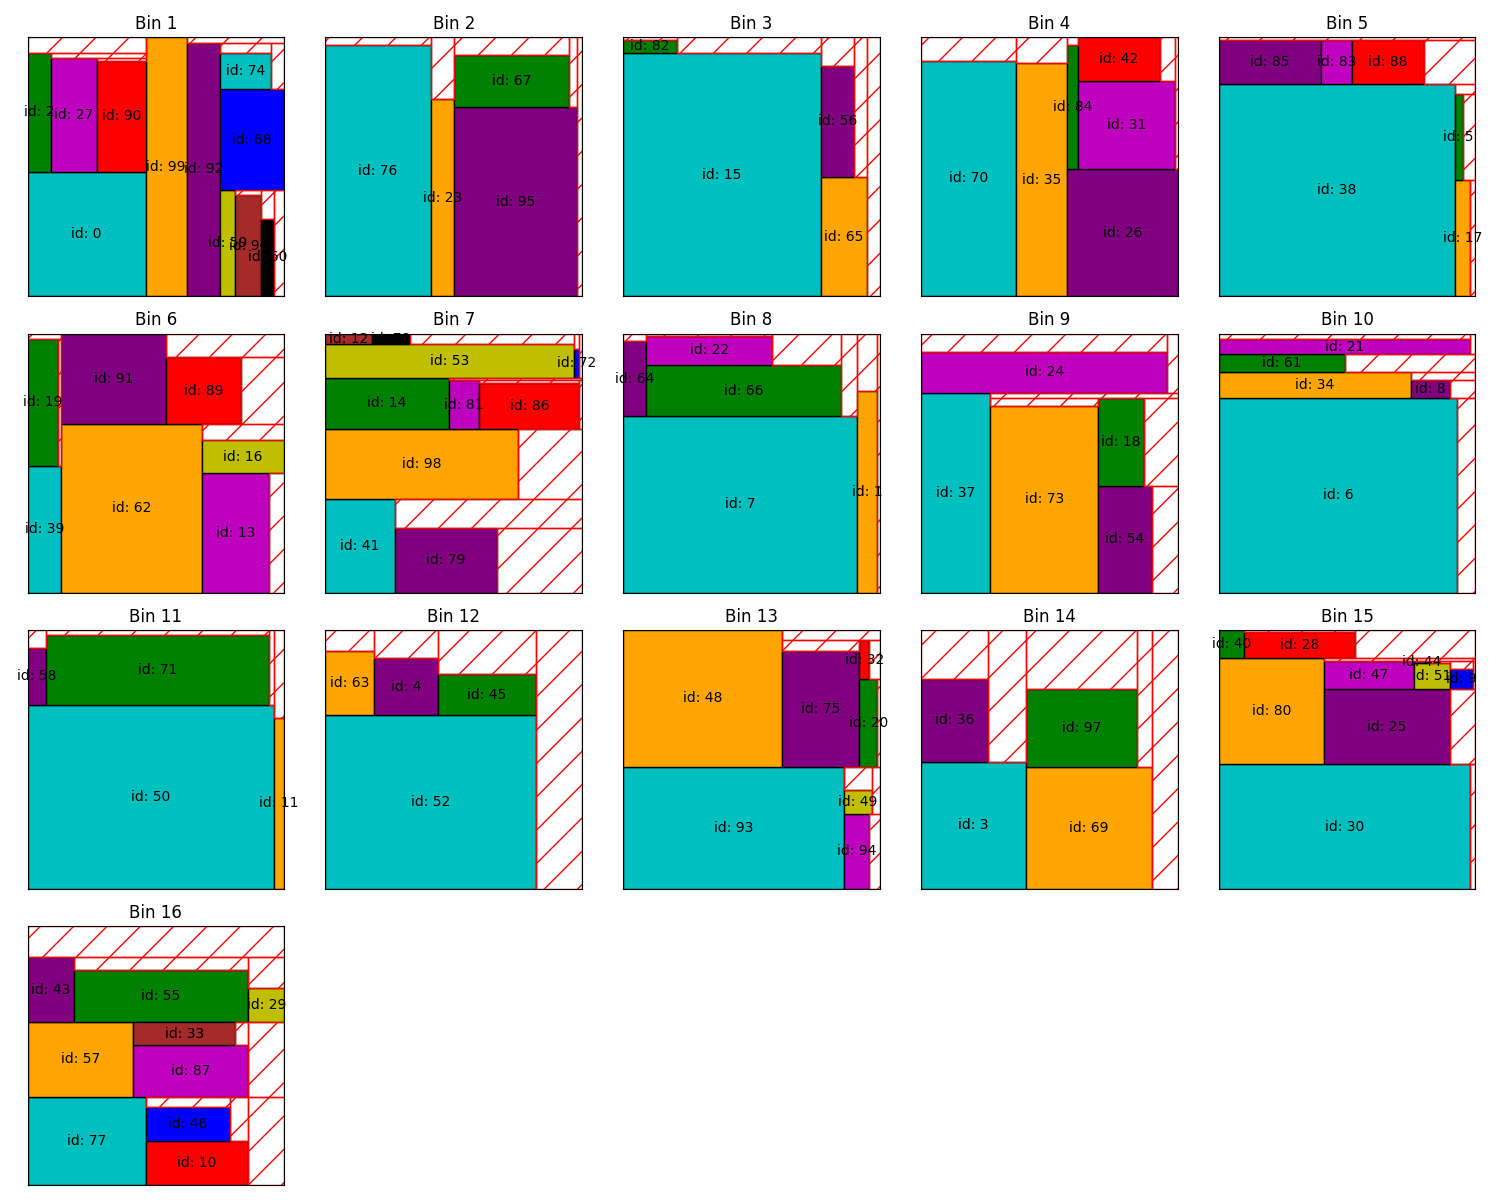 Bin 1
Bin 2
Bin 3
Bin 4
Bin 5
id: 74
id: 2
id: 27
id: 90
id: 68
id: 99
id: 92
id: 0
id: 59
id: 60
id: 67
id: 76
id: 23
id: 95
id: 82
id: 56
id: 15
id: 65
id: 42
id: 84
id: 31
id: 70
id: 35
id: 26
id: 85
id: 83
id: 88
id: 5
id: 38
id: 17
Bin 6
Bin 7
Bin 8
Bin 9
Bin 10
id: 91
id: 89
id: 19
id: 16
id: 62
id: 39
id: 13
id: 12
id: 53
id: 72
id: 14
id: 81
id: 86
id: 98
id: 41
id: 79
id: 22
id: 64
id: 66
id: 7
id: 1
id: 24
id: 18
id: 37
id: 73
id: 54
id: 21
id: 61
id: 34
id: 8
id: 6
Bin 11
Bin 12
Bin 13
Bin 14
Bin 15
id: 71
id: 58
id: 50
id: 11
id: 63
id: 4
id: 45
id: 52
id: 32
id: 48
id: 75
id: 20
id: 49
id: 93
id: 94
id: 36
id: 97
id: 3
id: 69
id: 40
id: 28
id: 44
id: 47
id: 51
id: 80
id: 25
id: 30
Bin 16
id: 43
id: 55
id: 29
id: 33
id: 57
id: 87
id: 46
id: 77
id: 10